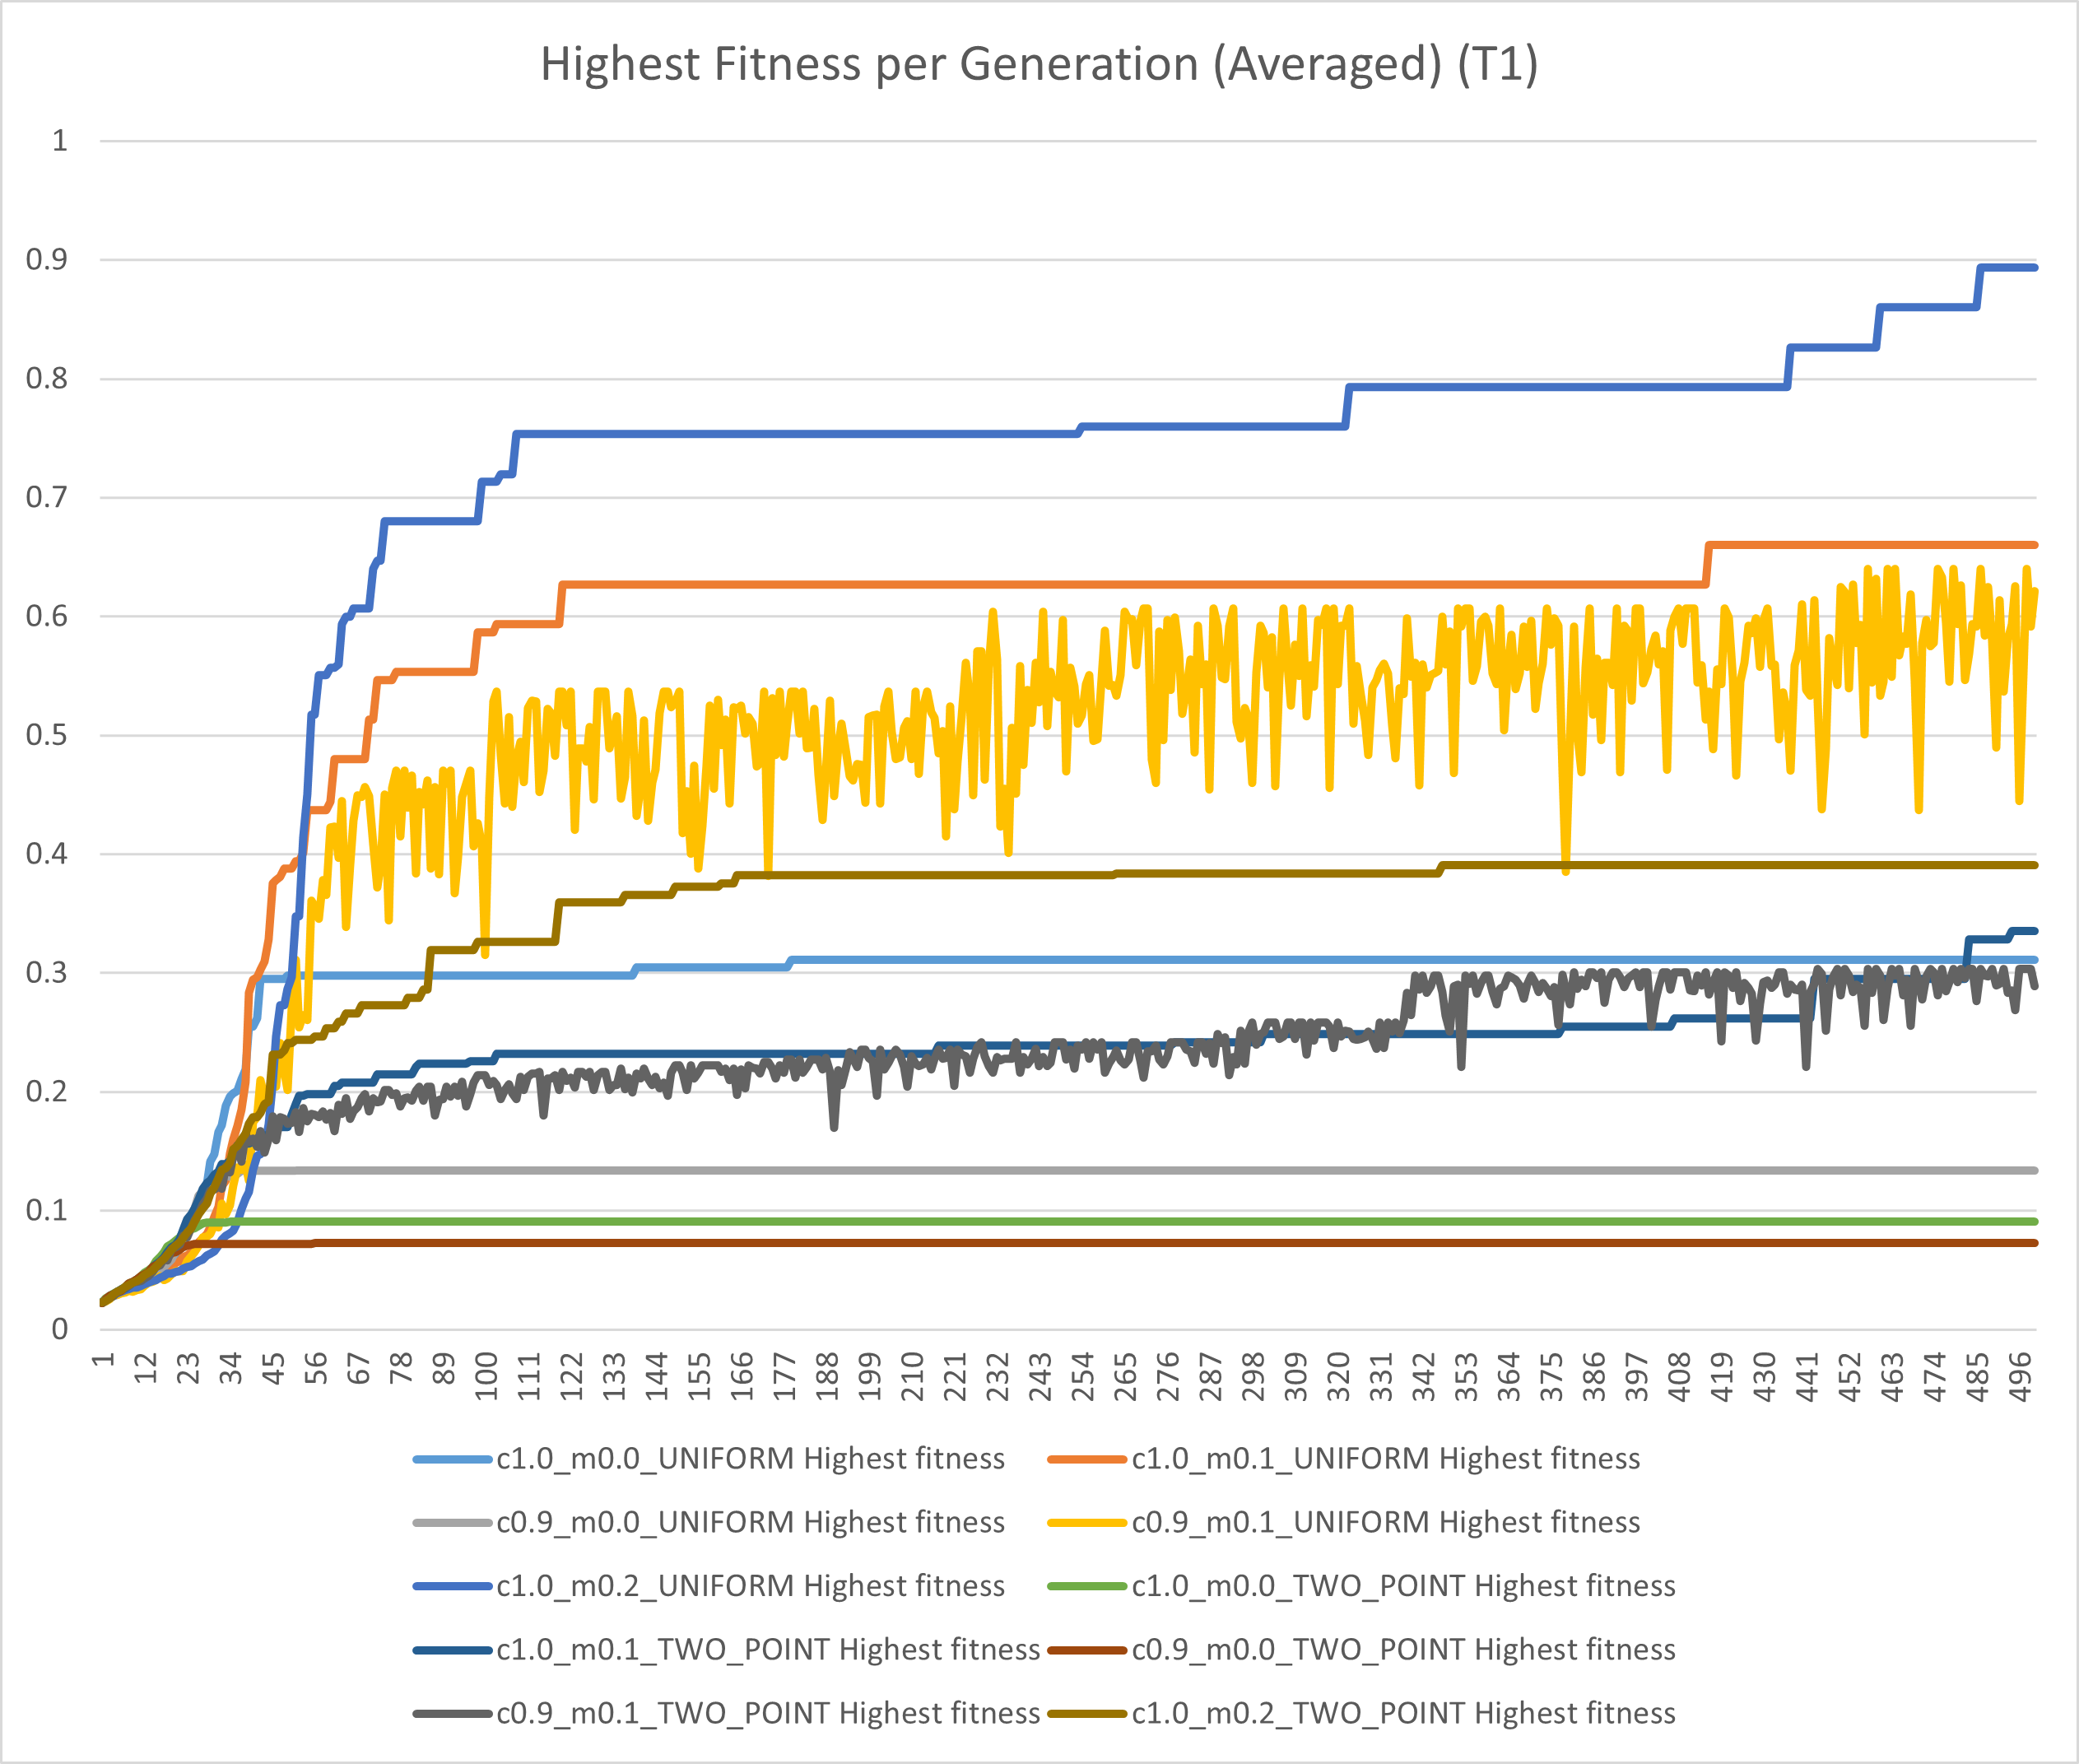 Highest Fitness per Generation (Averaged) (T1)
1
0.9
0.8
0.7
0.6
0.5
0.4
0.3
0.2
0.1
0
1 12 23 34 45 56 67 78 89 100 111 122 133 144 155 166 177 188 199 210 221 232 243 254 265 276 287 298 309 320 331 342 353 364 375 386 397 408 419 430 441 452 463 474 485 496
c1.0_m0.0_UNIFORM Highest fitness c1.0_m0.1_UNIFORM Highest fitness
c0.9_m0.0_UNIFORM Highest fitness c0.9_m0.1_UNIFORM Highest fitness
c1.0_m0.2_UNIFORM Highest fitness c1.0_m0.0_TWO_POINT Highest fitness
c1.0_m0.1_TWO_POINT Highest fitness c0.9_m0.0_TWO_POINT Highest fitness
c0.9_m0.1_TWO_POINT Highest fitness c1.0_m0.2_TWO_POINT Highest fitness